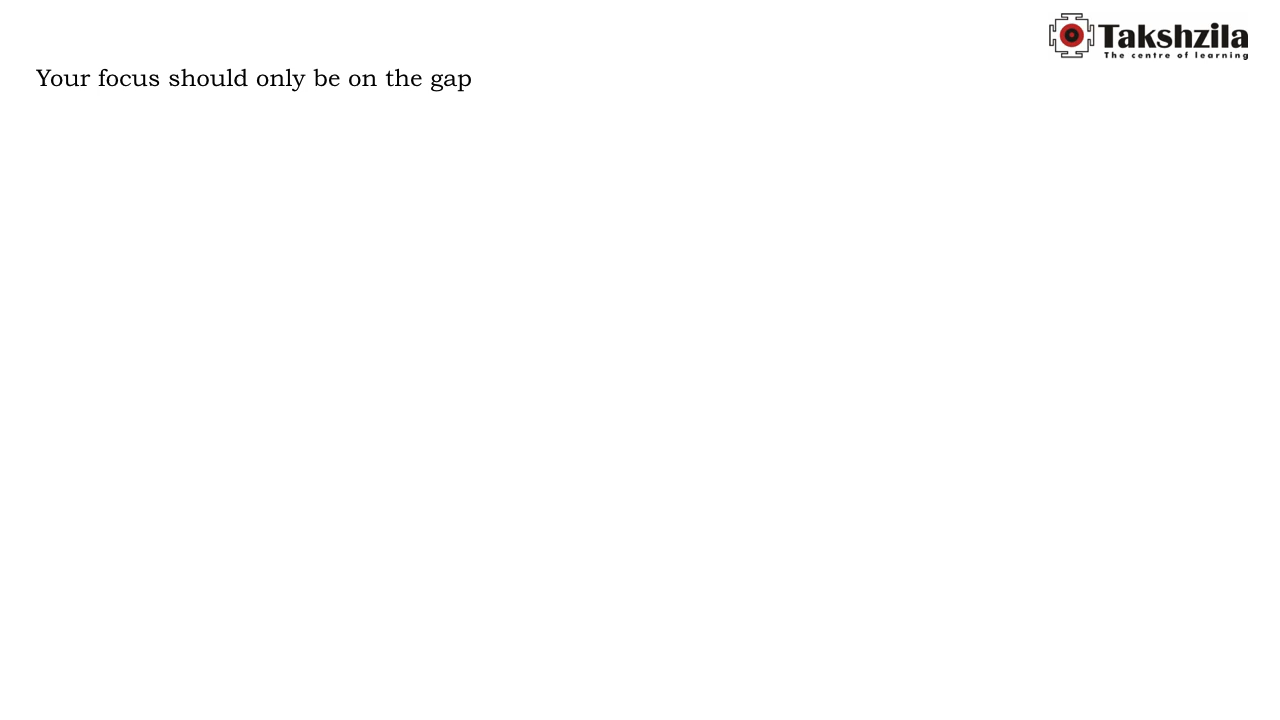 Takshzila
The centre of learning
Your focus should only be on the gap